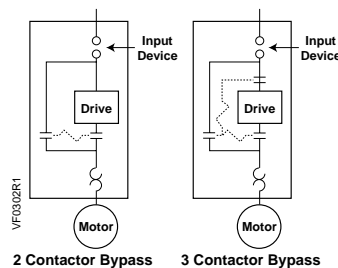 Input
Device
Input
Device
Drive
Drive
VF0302R1
Motor
Motor
2 Contactor Bypass
3 Contactor Bypass